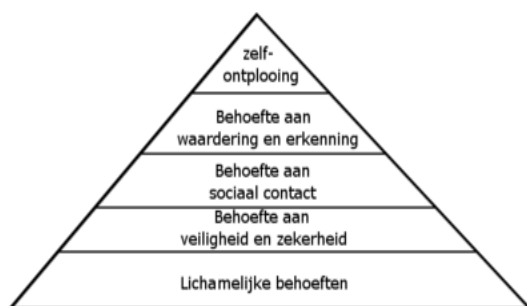 zelf-
ontplooing
Behoefte aan
waardering en erkenning
Behoefte aan
sociaal contact
Behoefte aan
veiligheid en zekerheid
Lichamelijke behoeften